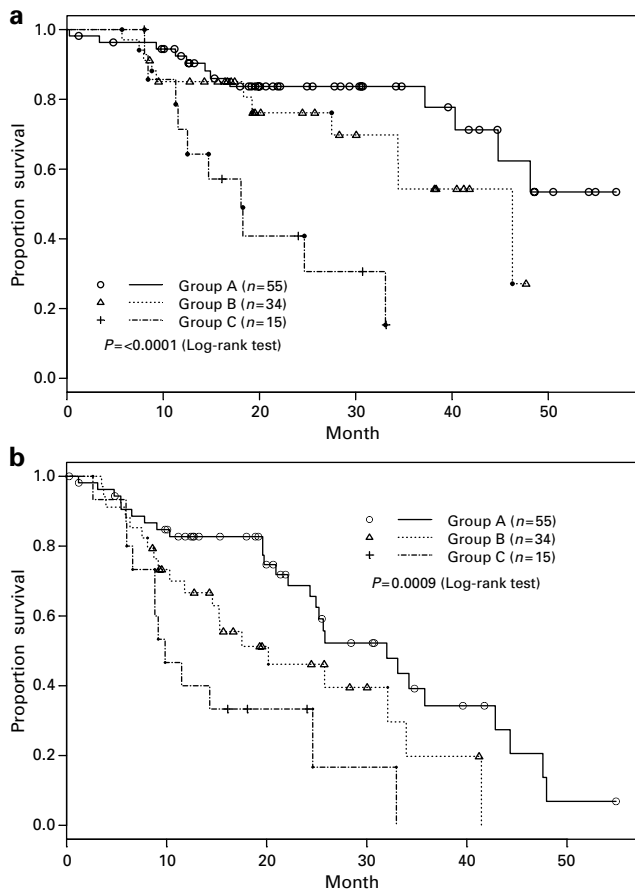 a
1.0
0.8
0.6
0.4
0.2
0.0
Proportion survival
Group A (n=55)
Group B (n=34)
Group C (n=15)
P=<0.0001 (Log-rank test)
0 10 20 30 40 50
Month
b
1.0
0.8
0.6
0.4
0.2
0.0
Proportion survival
Group A (n=55)
Group B (n=34)
Group C (n=15)
P=0.0009 (Log-rank test)
0 10 20 30 40 50
Month